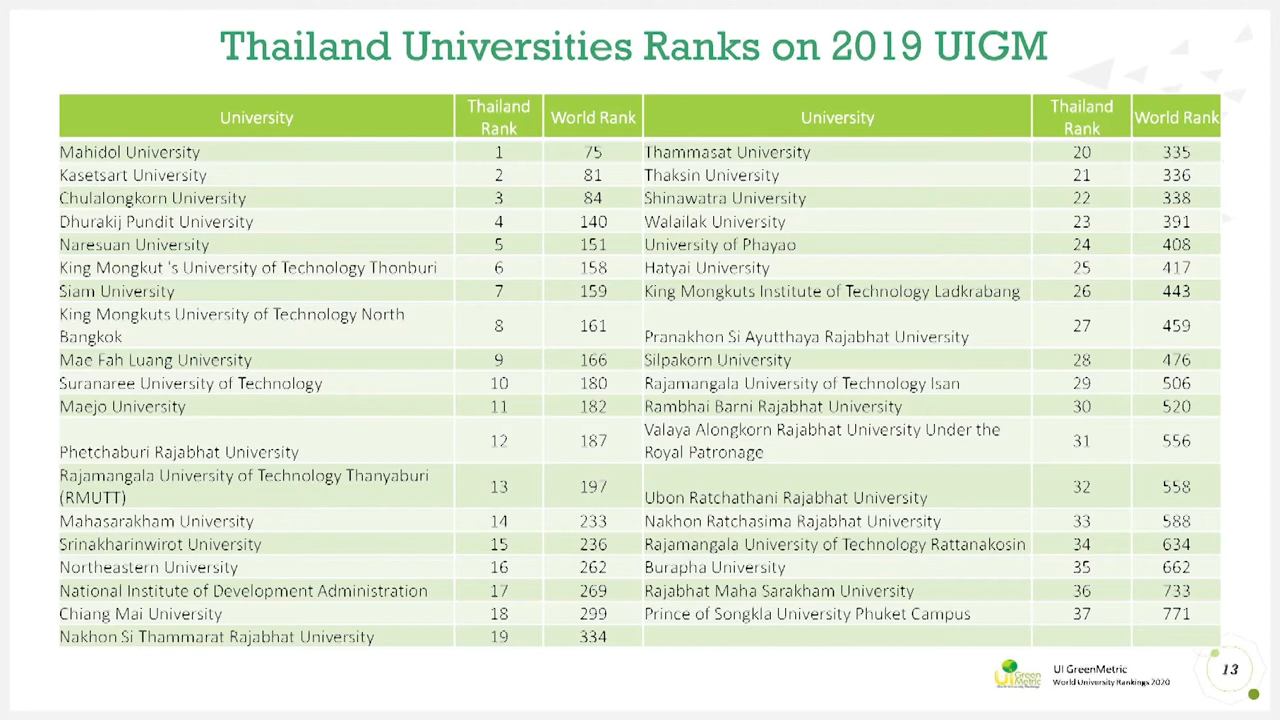 Thailand Universities Ranks on 2019 UIGM
University Thailand Rank World Rank University Thailand Rank World Rank
Mahidol University 1 75 Thammasat University 20 335
Kasetsart University 2 81 Thaksin University 21 336
Chulalongkorn University 3 84 Shinawatra University 22 338
Dhurakij Pundit University 4 140 Walailak University 23 391
Naresuan University 5 151 University of Phayao 24 408
King Mongkut 's University of Technology Thonburi 6 158 Hatyai University 25 417
Siam University 7 159 King Mongkuts Institute of Technology Ladkrabang 26 443
King Mongkuts University of Technology North Bangkok 8 161 Pranakhon Si Ayutthaya Rajabhat University 27 459
Mae Fah Luang University 9 166 Silpakorn University 28 476
Suranaree University of Technology 10 180 Rajamangala University of Technology Isan 29 506
Maejo University 11 182 Rambhai Barni Rajabhat University 30 520
Phetchaburi Rajabhat University 12 187 Valaya Alongkorn Rajabhat University Under the Royal Patronage 31 556
Rajamangala University of Technology Thanyaburi (RMUTT) 13 197 Ubon Ratchathani Rajabhat University 32 558
Mahasarakham University 14 233 Nakhon Ratchasima Rajabhat University 33 588
Srinakharinwirot University 15 236 Rajamangala University of Technology Rattanakosin 34 634
Northeastern University 16 262 Burapha University 35 662
National Institute of Development Administration 17 269 Rajabhat Maha Sarakham University 36 733
Chiang Mai University 18 299 Prince of Songkla University Phuket Campus 37 771
Nakhon Si Thammarat Rajabhat University 19 334
UI Green Metric
UI GreenMetric
World University Rankings 2020
13